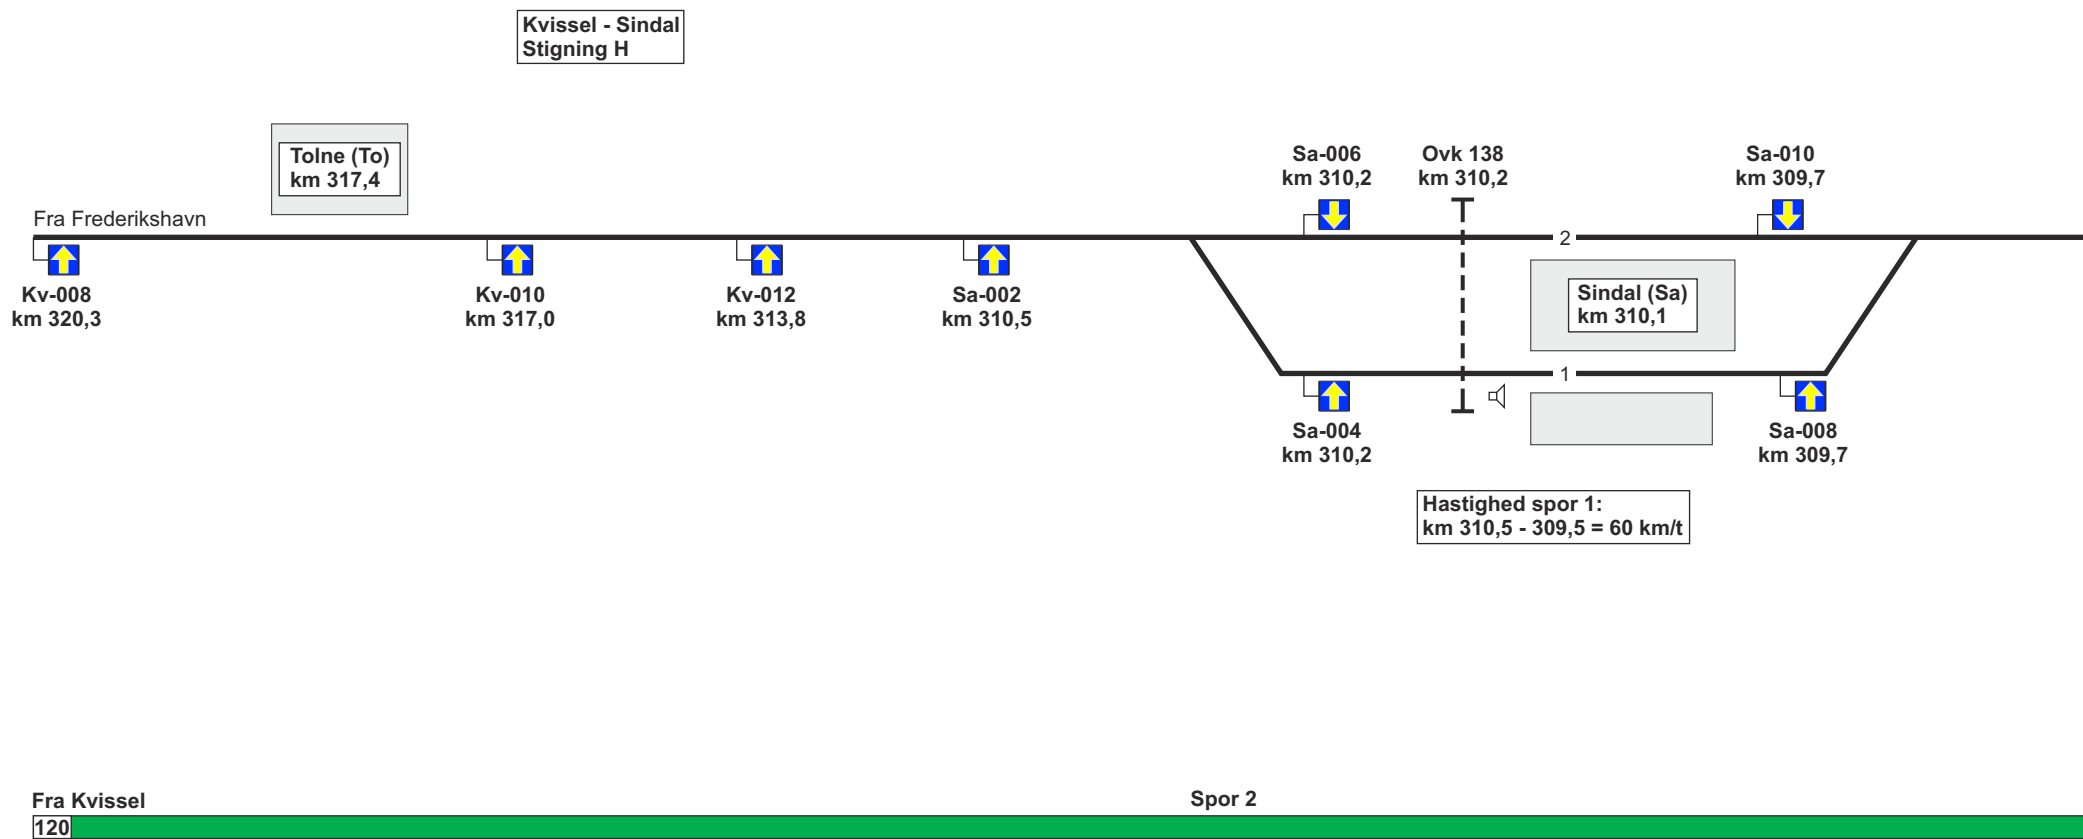 Kvissel - Sindal
Stigning H
Tolne (To)
km 317,4
Sa-006
km 310,2
Ovk 138
km 310,2
Sa-010
km 309,7
Fra Frederikshavn
2
Kv-008
km 320,3
Kv-010
km 317,0
Kv-012
km 313,8
Sa-002
km 310,5
Sindal (Sa)
km 310,1
1
Sa-004
km 310,2
Sa-008
km 309,7
Hastighed spor 1:
km 310,5 - 309,5 = 60 km/t
Fra Kvissel
Spor 2
120